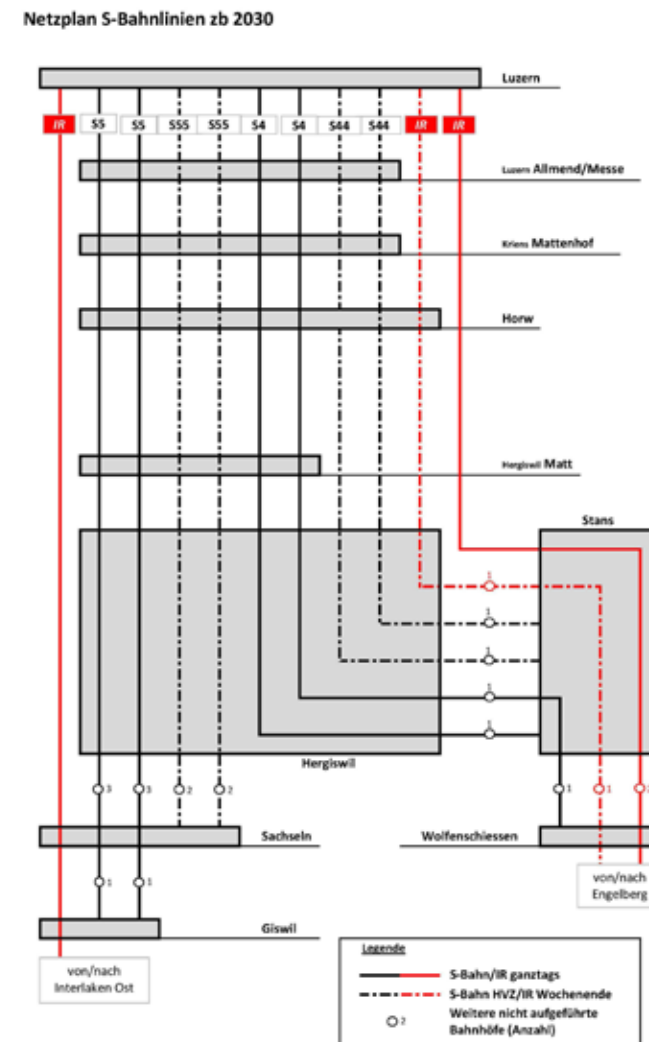 Netzplan S-Bahnlinien zb 2030
Luzern
IR S5 S5 S55 S55 S4 S4 S44 S44 IR IR
Luzern Allmend/Messe
Kriens Mattenhof
Horw
Hergiswil Matt
Stans
1
1
1
1
1
Hergiswil
3 3 2 2 1 1
Sachseln
Wolfenschiessen
1 1
von/nach
Engelberg
Giswil
von/nach
Interlaken Ost
Legende
S-Bahn/IR ganztags
S-Bahn HVZ/IR Wochenende
2 Weitere nicht aufgeführte
Bahnhöfe (Anzahl)